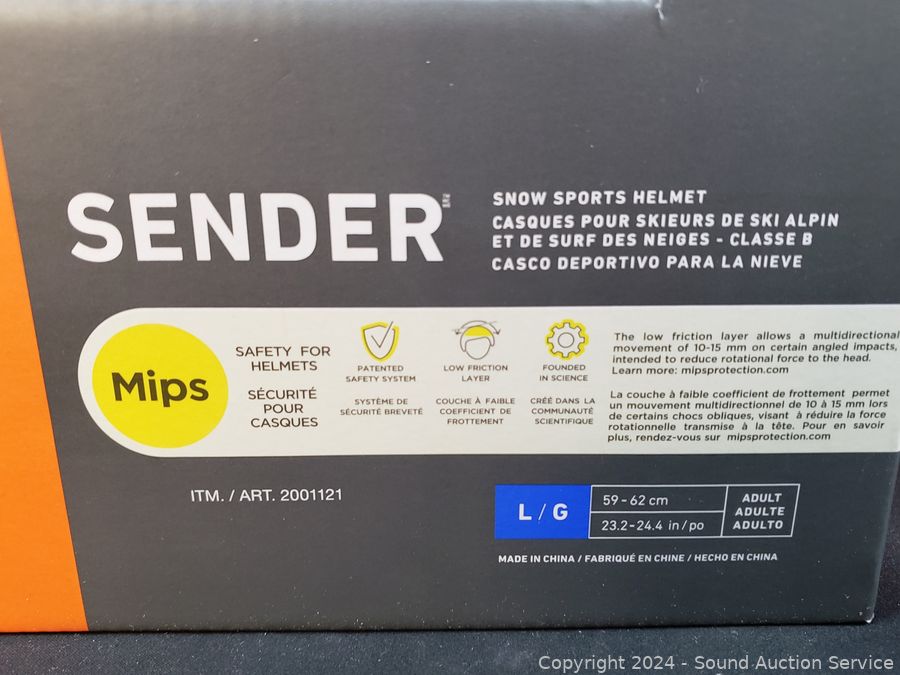 SENDER
SNOW SPORTS HELMET
CASQUES POUR SKIEURS DE SKI ALPIN
ET DE SURF DES NEIGES - CLASSE B
CASCO DEPORTIVO PARA LA NIEVE
Mips
SAFETY FOR
HELMETS
SÉCURITÉ
POUR
CASQUES
PATENTED
SAFETY SYSTEM
SYSTÈME DE
SÉCURITÉ BREVETÉ
LOW FRICTION
LAYER
COUCHE À FAIBLE
COEFFICIENT DE
FROTTEMENT
FOUNDED
IN SCIENCE
CRÉÉ DANS LA
COMMUNAUTÉ
SCIENTIFIQUE
The low friction layer allows a multidirectional
movement of 10-15 mm on certain angled impacts,
intended to reduce rotational force to the head.
Learn more: mipsprotection.com
La couche à faible coefficient de frottement permet
un mouvement multidirectionnel de 10 à 15 mm lors
de certains chocs obliques, visant à réduire la force
rotationnelle transmise à la tête. Pour en savoir
plus, rendez-vous sur mipsprotection.com
ITM. / ART. 2001121
L / G
59 - 62 cm
23.2-24.4 in / po
ADULT
ADULTE
ADULTO
MADE IN CHINA / FABRIQUÉ EN CHINE / HECHO EN CHINA
Copyright 2024 - Sound Auction Service